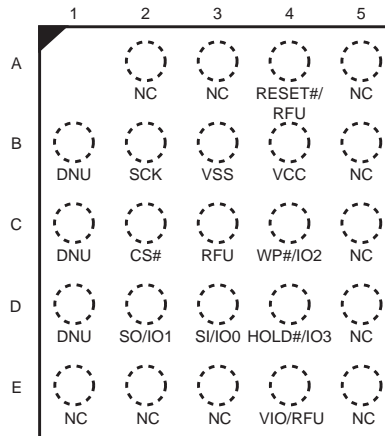 1 2 3 4 5
A
NC NC RESET#/ NC
RFU
B
DNU SCK VSS VCC NC
C
DNU CS# RFU WP#/IO2 NC
D
DNU SO/IO1 SI/IO0 HOLD#/IO3 NC
E
NC NC NC VIO/RFU NC